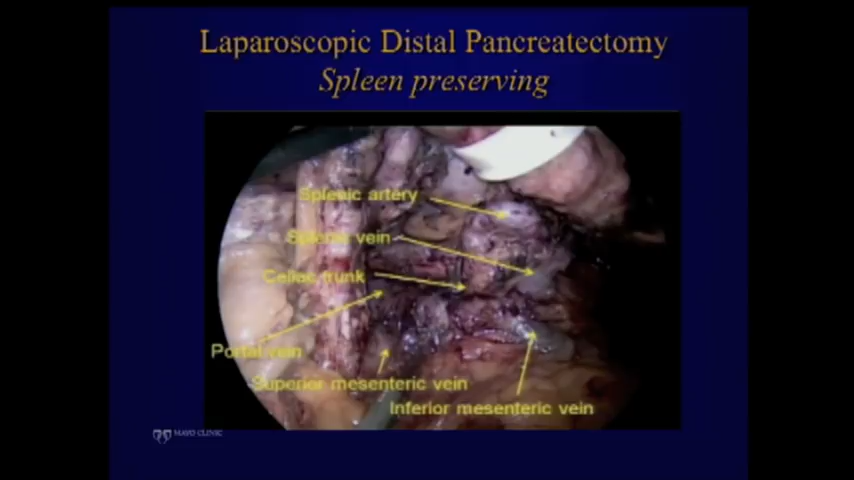 Laparoscopic Distal Pancreatectomy
Spleen preserving
Splenic artery
Splenic vein
Celiac trunk
Portal vein
Superior mesenteric vein
Inferior mesenteric vein
MAYO CLINIC